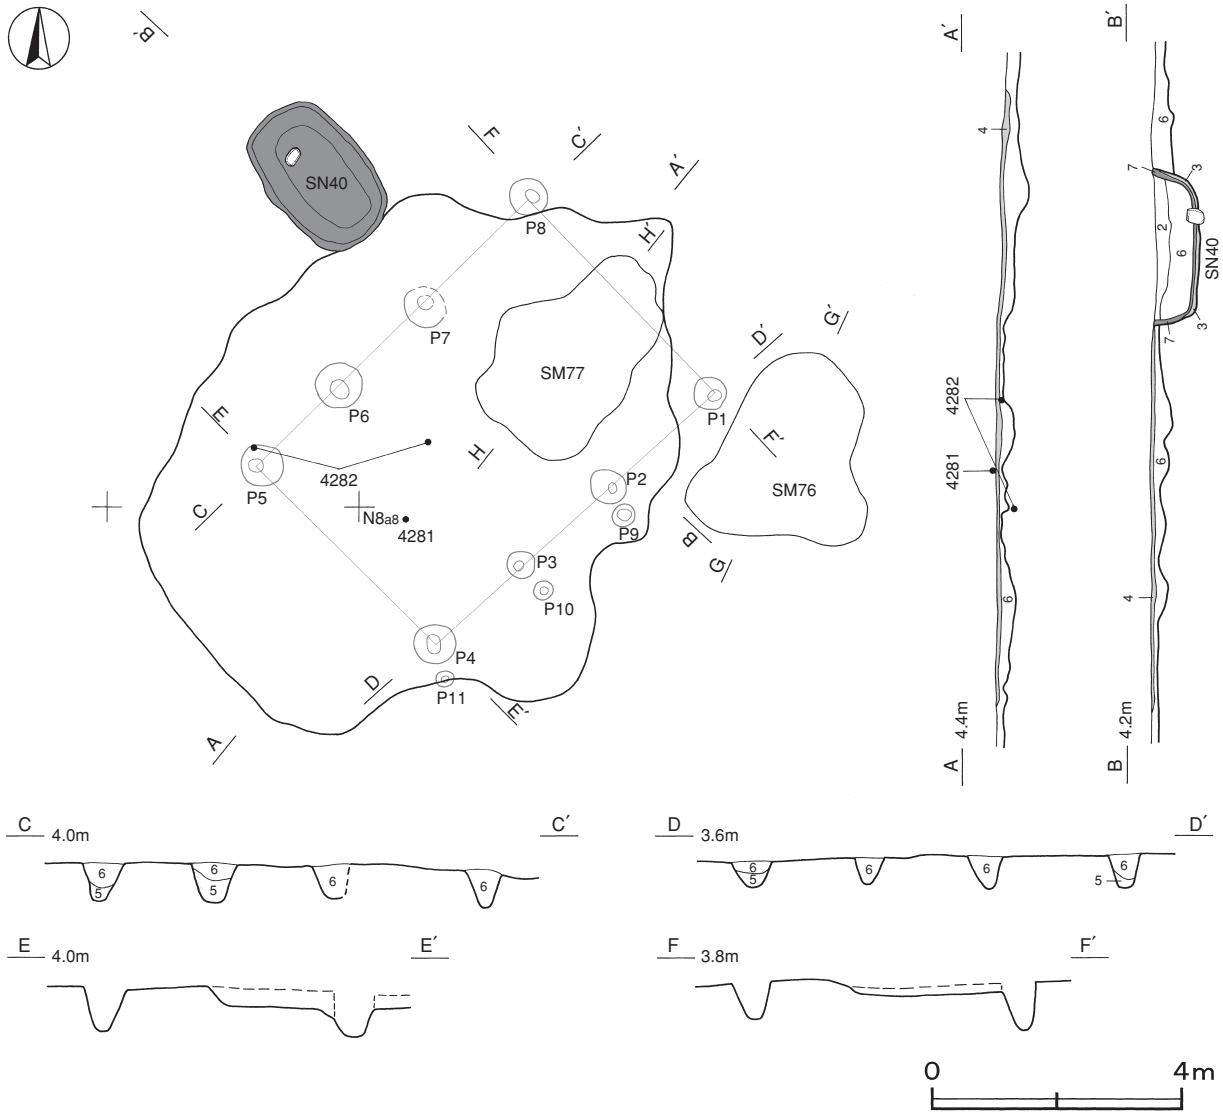 B′
F
C′
A′
SN40
P8
H′
P7
G′
D′
SM77
P1
P6
E
F′
H
P2
P5
4282
SM76
C
N8a8
4281
P9
B
G
P3
P10
P4
D
P11
E′
A
A′
4
4282
4281
6
A 4.4m
B′
6
7
3
2
6
SN40
3
7
6
4
B 4.2m
C 4.0m
C′
6
5
6
5
6
6
D 3.6m
D′
6
5
6
6
6
5
E 4.0m
E′
F 3.8m
F′
0 4m